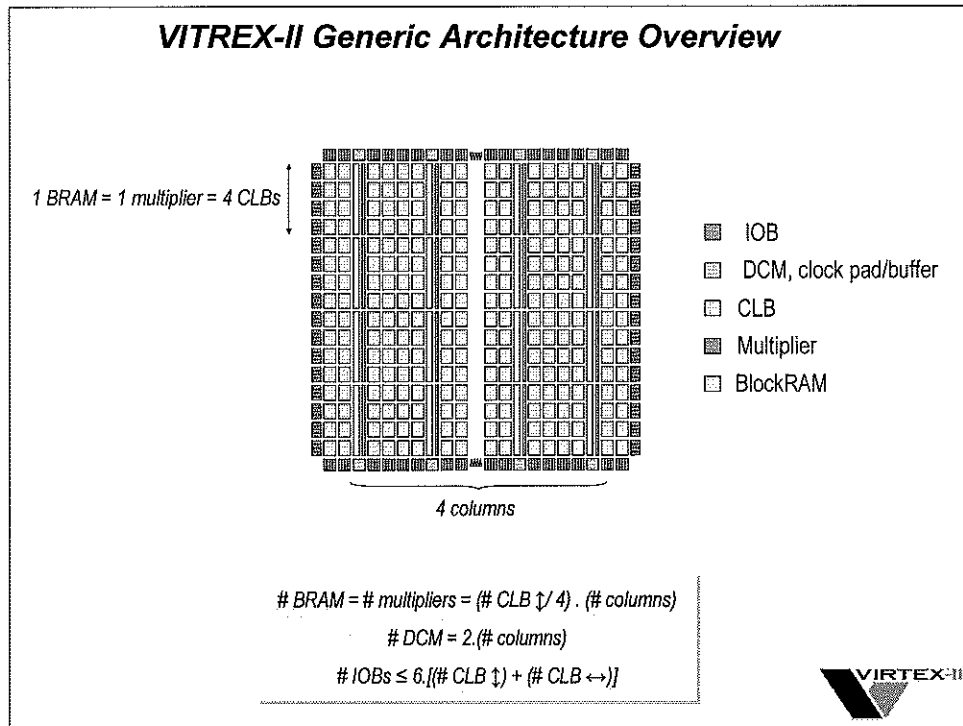 VITREX-II Generic Architecture Overview
1 BRAM = 1 multiplier = 4 CLBs
IOB
DCM, clock pad/buffer
CLB
Multiplier
BlockRAM
4 columns
# BRAM = # multipliers = (# CLB ↕/ 4) . (# columns)
# DCM = 2.(# columns)
# IOBs ≤ 6.[(# CLB ↕) + (# CLB ↔)]
VIRTEX-II